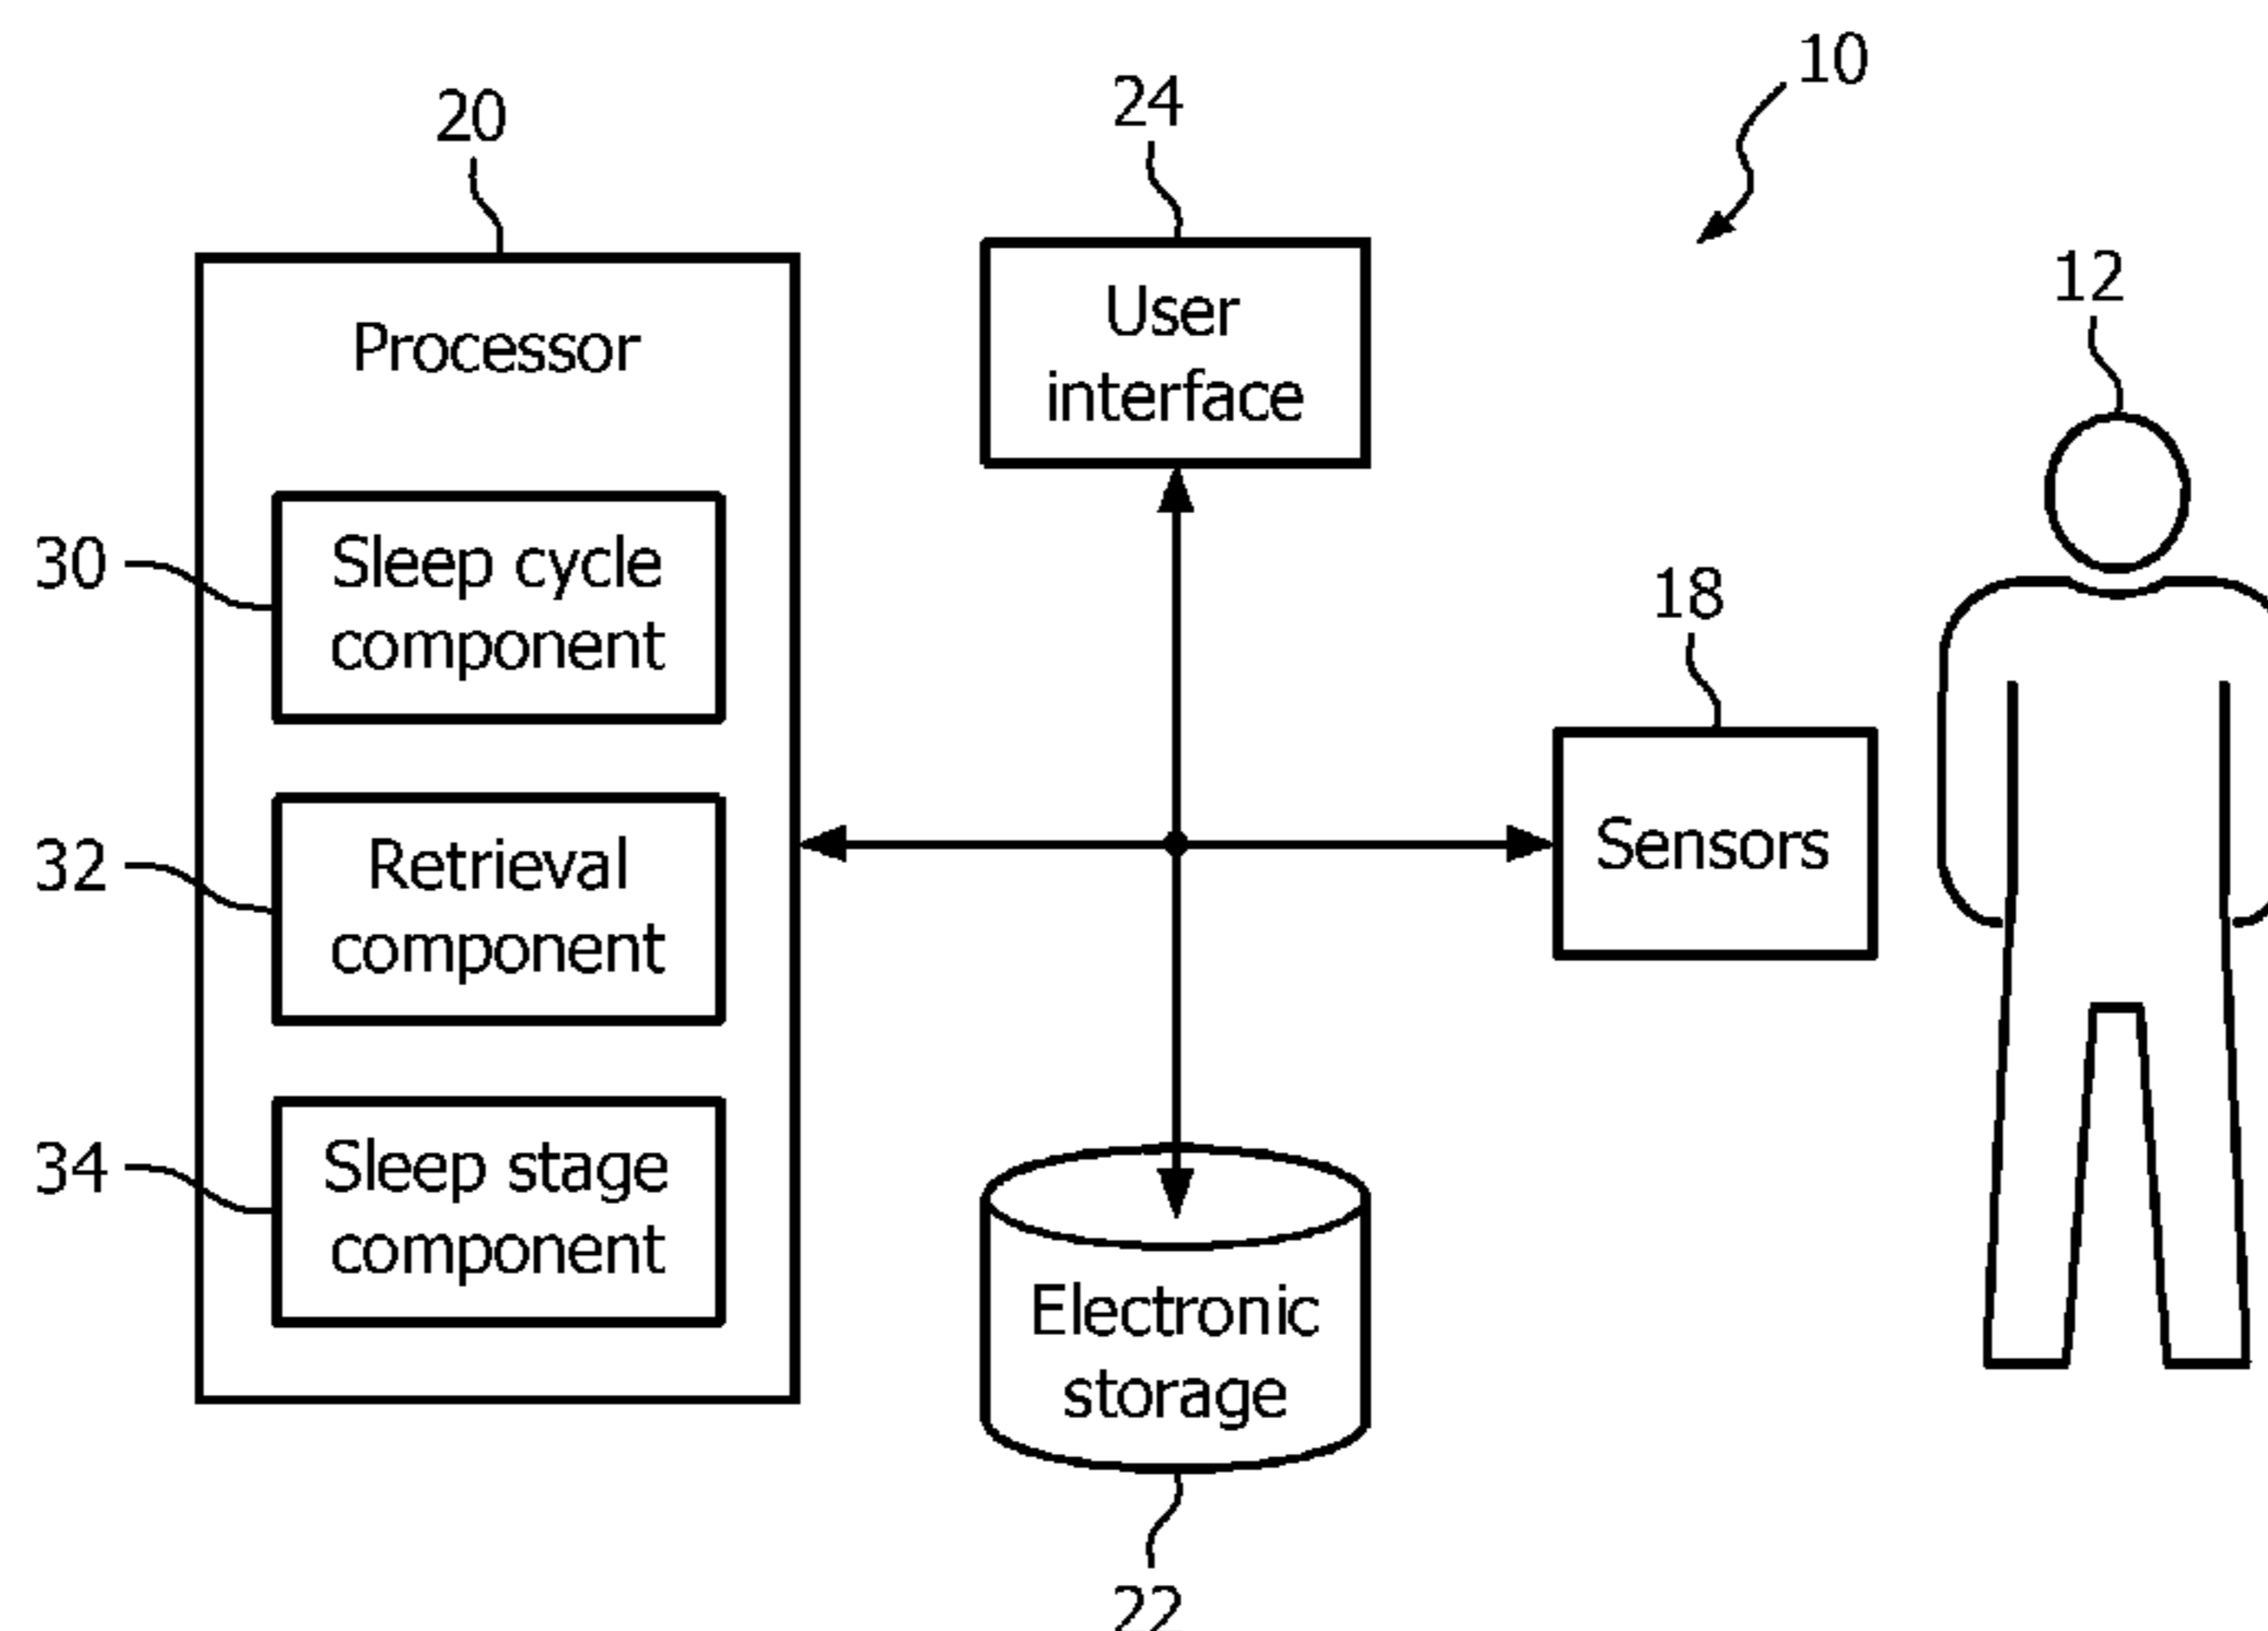 10
20
24
12
Processor
User
interface
30
Sleep cycle
component
18
32
Retrieval
component
Sensors
34
Sleep stage
component
Electronic
storage
22